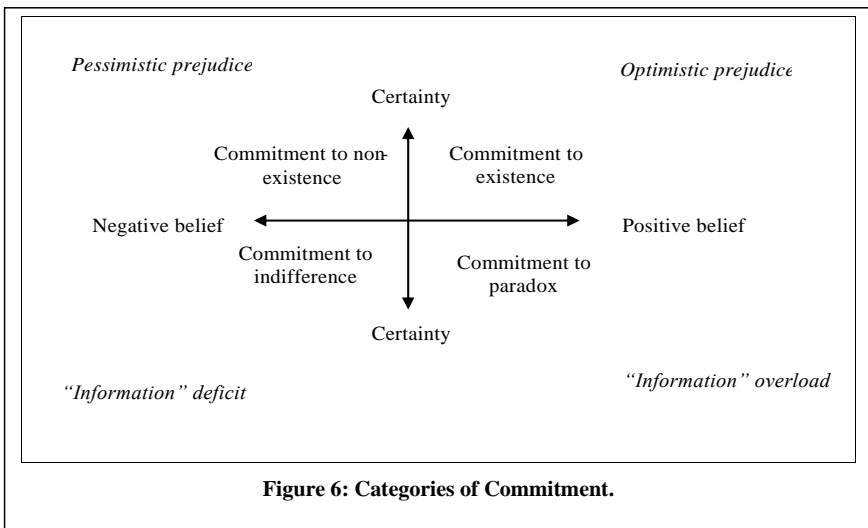 Pessimistic prejudice
Optimistic prejudice
Certainty
Commitment to non-
existence
Commitment to
existence
Negative belief
Positive belief
Commitment to
indifference
Commitment to
paradox
Certainty
“Information” deficit
“Information” overload
Figure 6: Categories of Commitment.